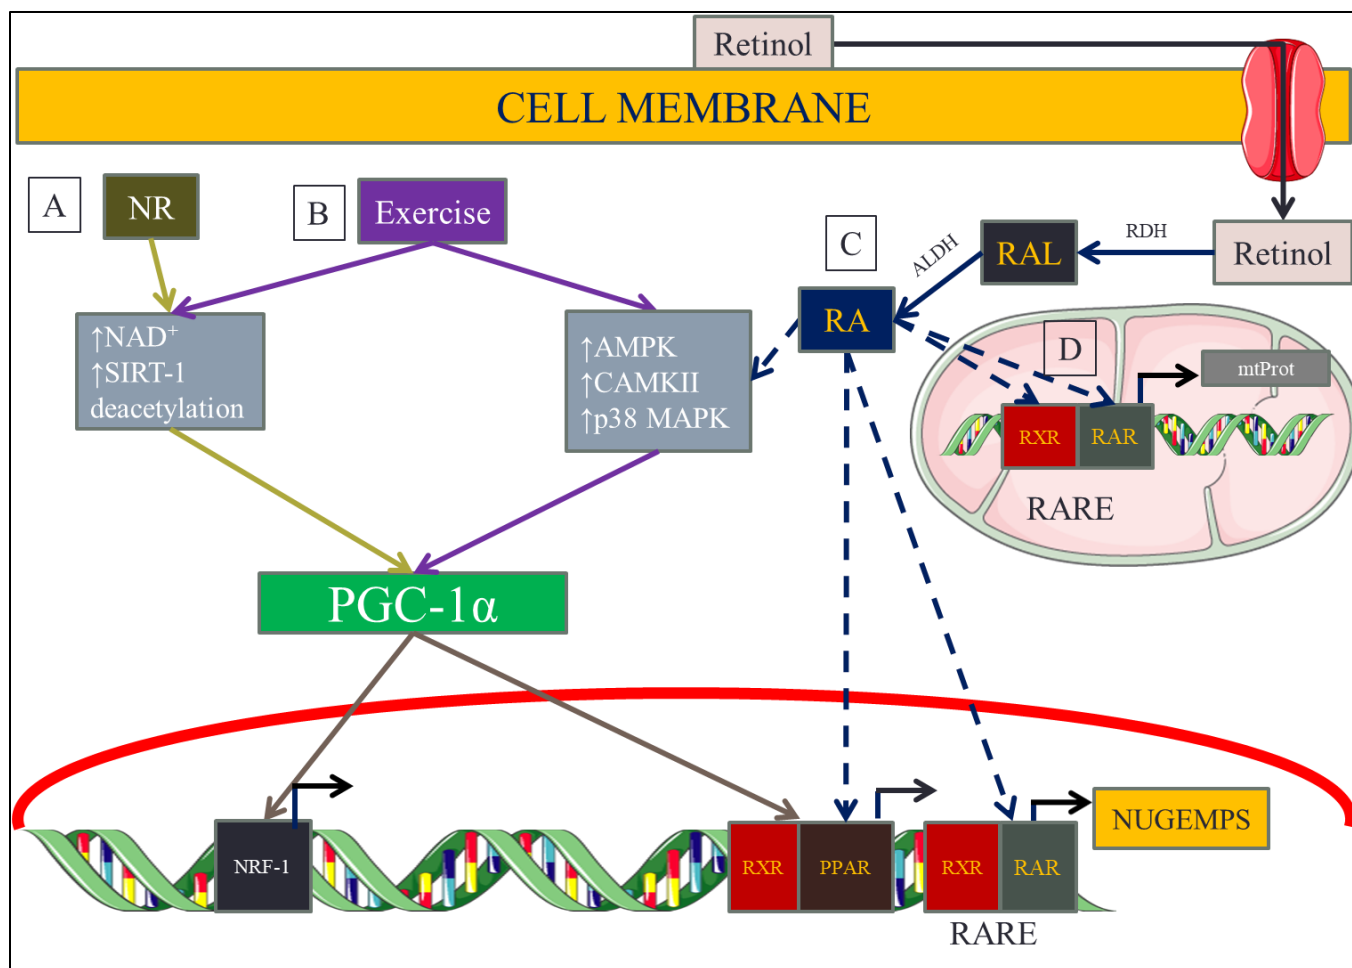 Retinol
CELL MEMBRANE
A
NR
B
Exercise
C
ALDH
RAL
RDH
Retinol
↑NAD⁺
↑SIRT-1
deacetylation
↑AMPK
↑CAMKII
↑p38 MAPK
RA
D
mtProt
RXR
RAR
RARE
PGC-1α
NRF-1
RXR
PPAR
RXR
RAR
NUGEMPS
RARE